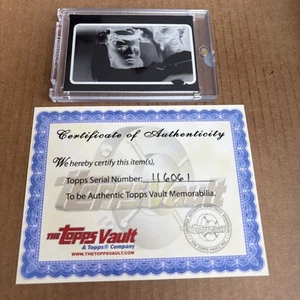 Certificate of Authenticity
We hereby certify this item(s),
Topps Serial Number: 116061
To be Authentic Topps Vault Memorabilia.
THE Topps Vault
A Topps® Company
WWW.THETOPPSVAULT.COM